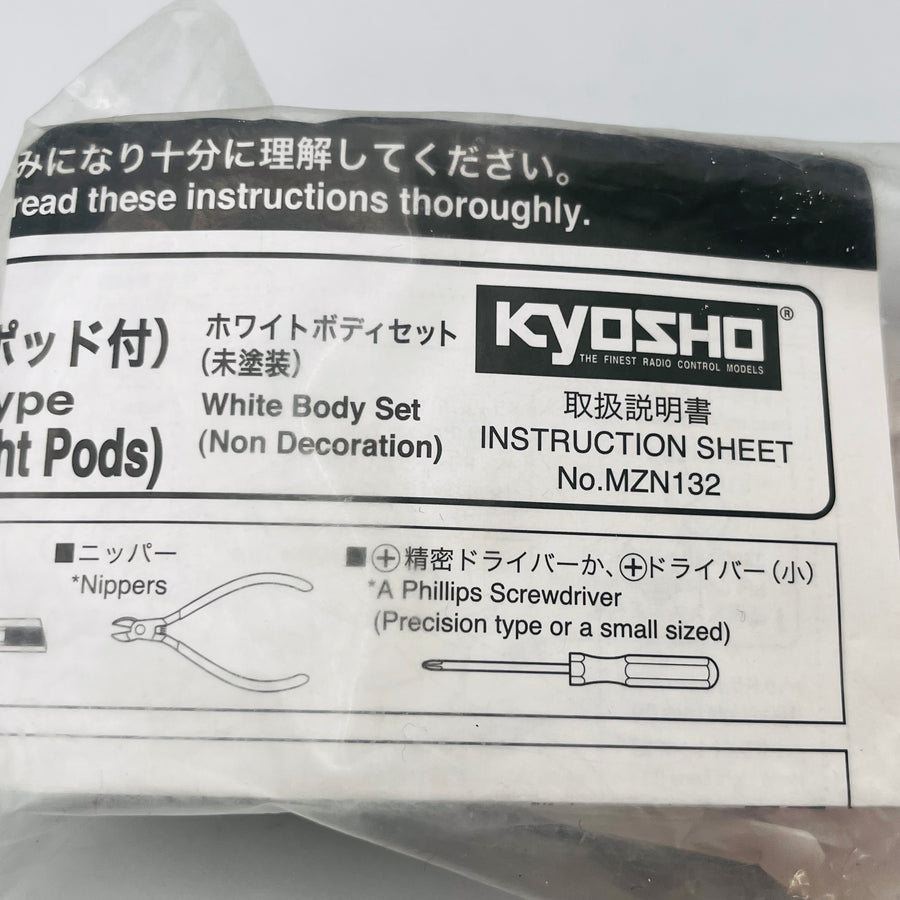 みになり十分に理解してください。
read these instructions thoroughly.
ポッド付)
ype
ht Pods)
ホワイトボディセット
(未塗装)
White Body Set
(Non Decoration)
KYOSHO®
THE FINEST RADIO CONTROL MODELS
取扱説明書
INSTRUCTION SHEET
No.MZN132
■ニッパー
*Nippers
■⊕精密ドライバーか、⊕ドライバー(小)
*A Phillips Screwdriver
(Precision type or a small sized)